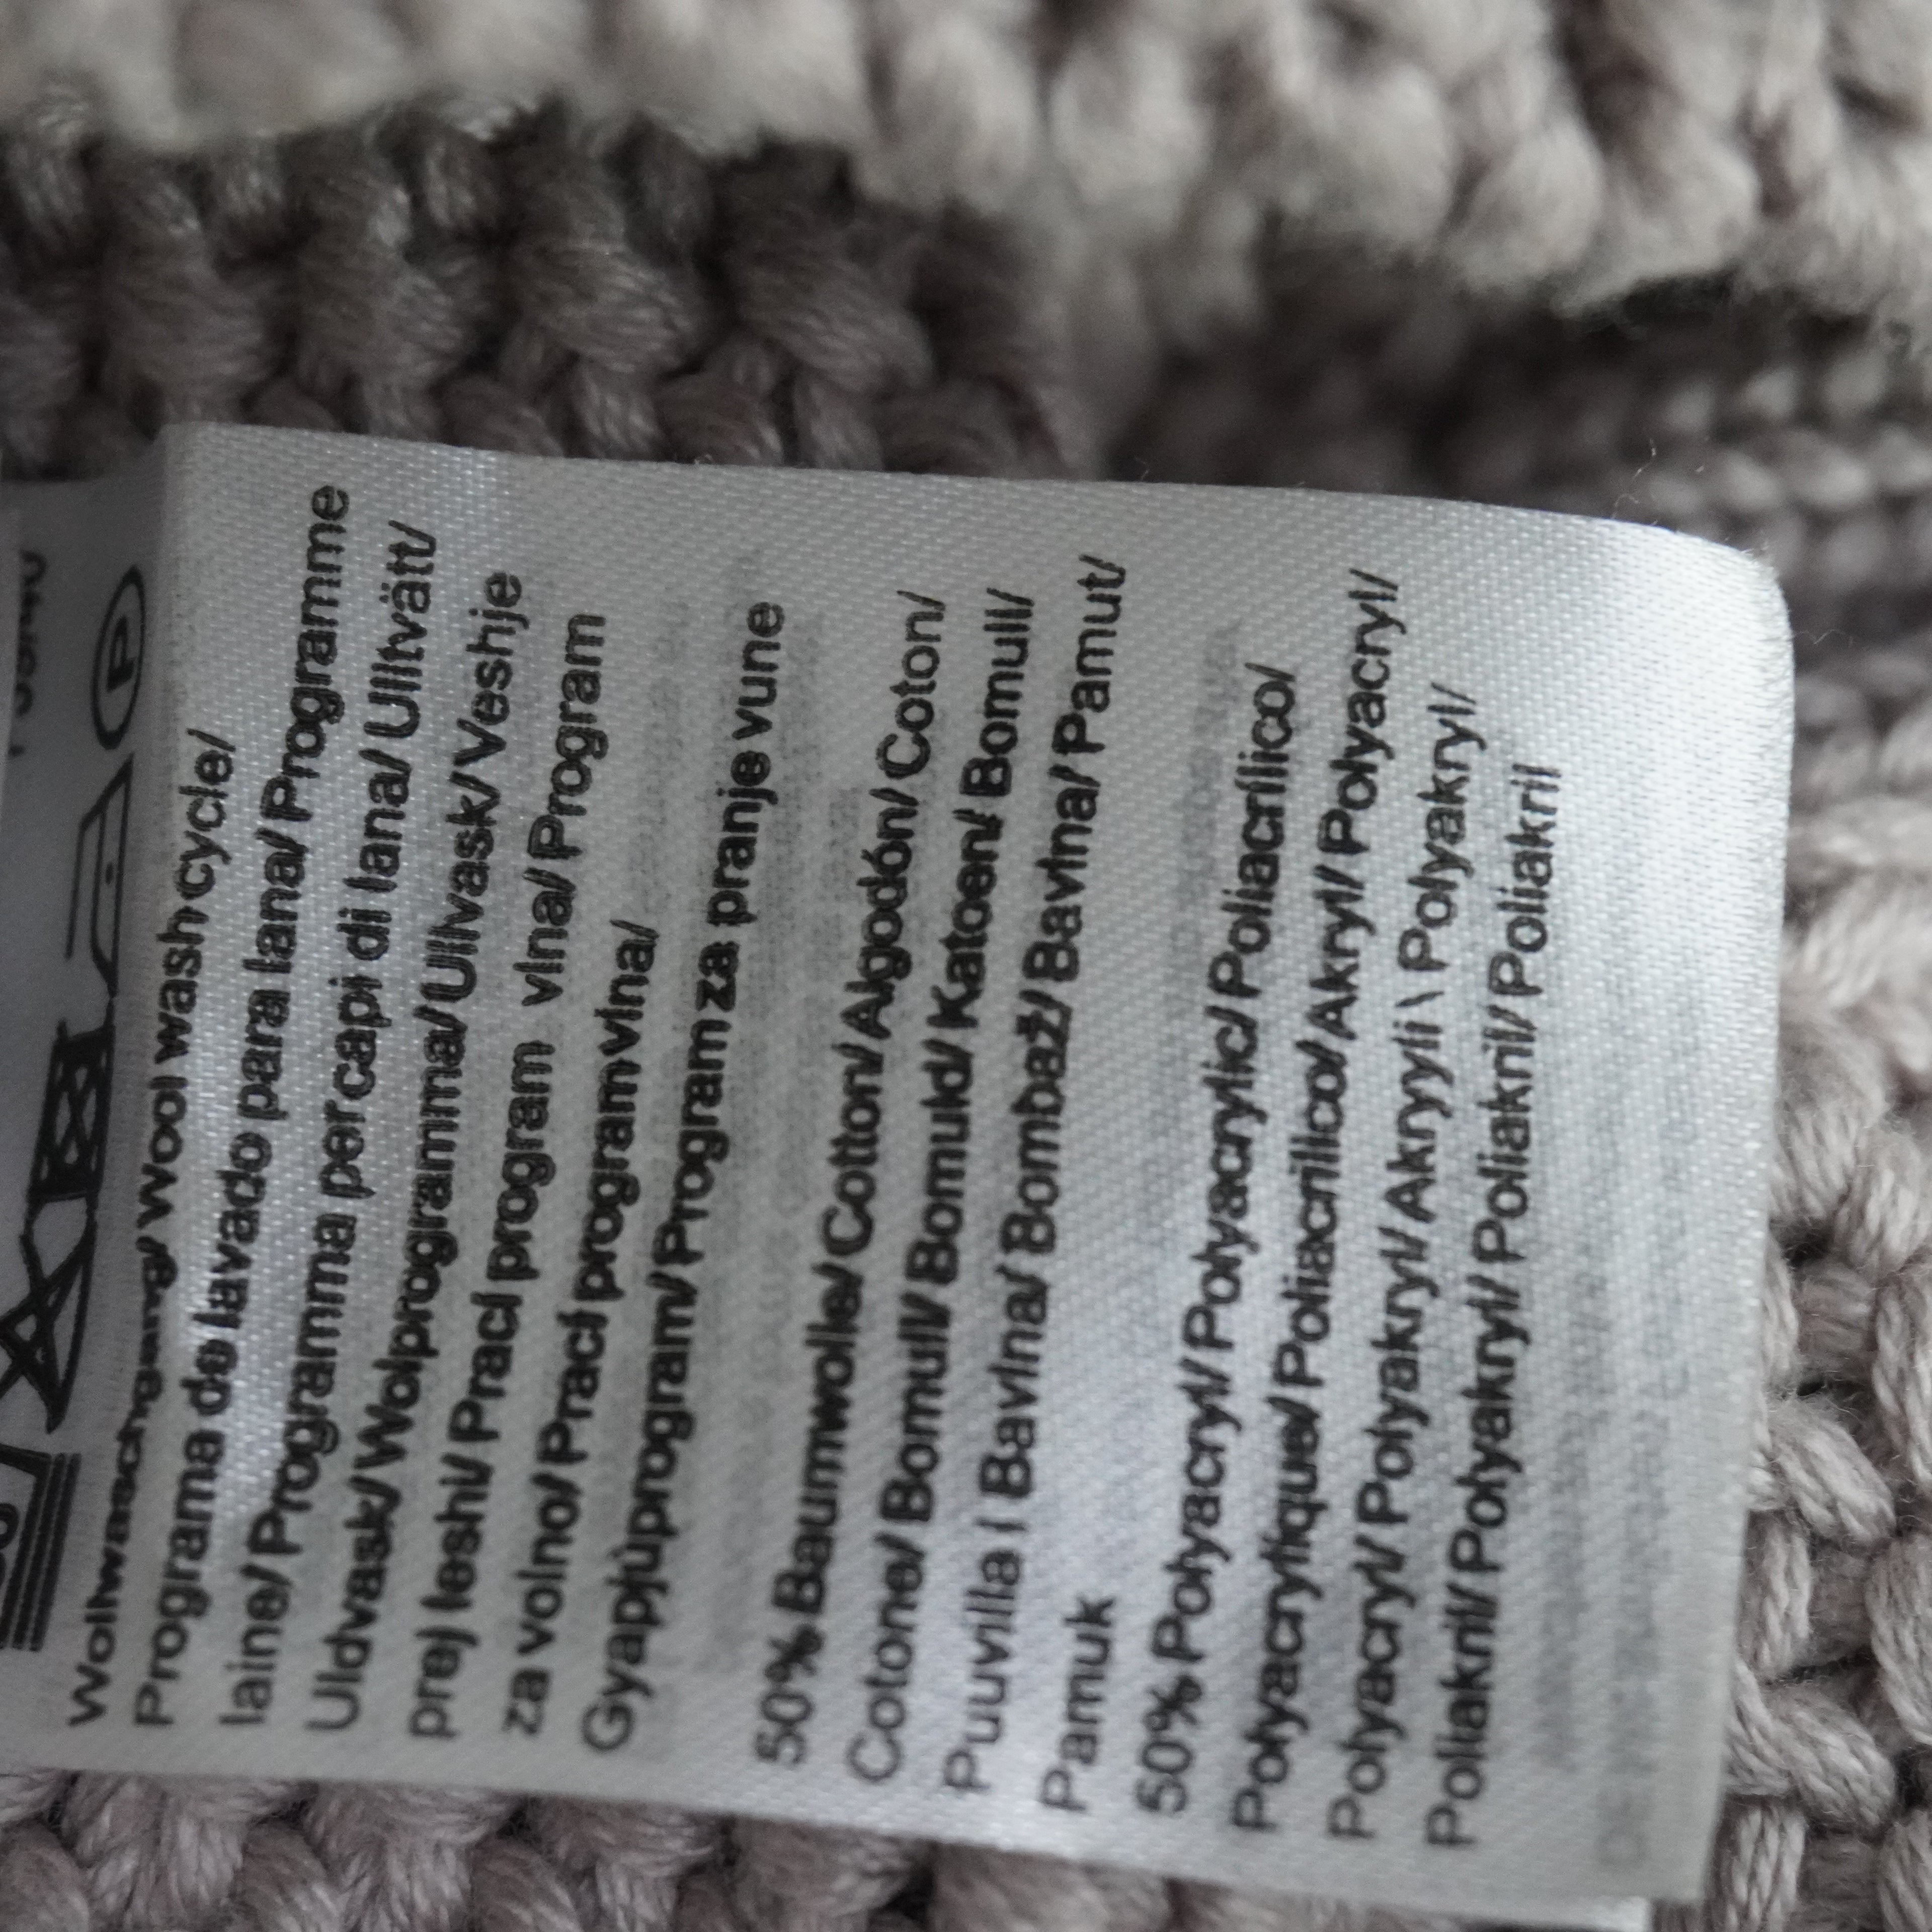 Wollwaschgang/ Wool wash cycle/
Programa de lavado para lana/ Programme
laine/ Programma per capi di lana/ Ulltvätt/
Uldvask/ Wolprogramma/ Ullvask/ Veshje
prej leshi/ Prací program vlna/ Program
za volno/ Prací program vlna/
Gyapjúprogram/ Program za pranje vune
50% Baumwolle/ Cotton/ Algodón/ Coton/
Cotone/ Bomull/ Bomuld/ Katoen/ Bomull/
Puuvilla | Bavlna/ Bombaž/ Bavlna/ Pamut/
Pamuk
50% Polyacryl/ Polyacrylic/ Poliacrílico/
Polyacrylique/ Poliacrilico/ Akryl/ Polyacryl/
Polyacryl/ Polyakryl/ Akryyli \ Polyakryl/
Poliakril/ Polyakryl/ Poliakril/ Poliakril